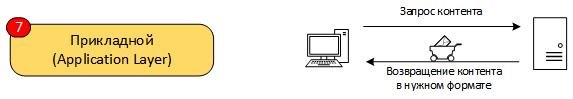 7
Прикладной
(Application Layer)
Запрос контента
Возвращение контента
в нужном формате